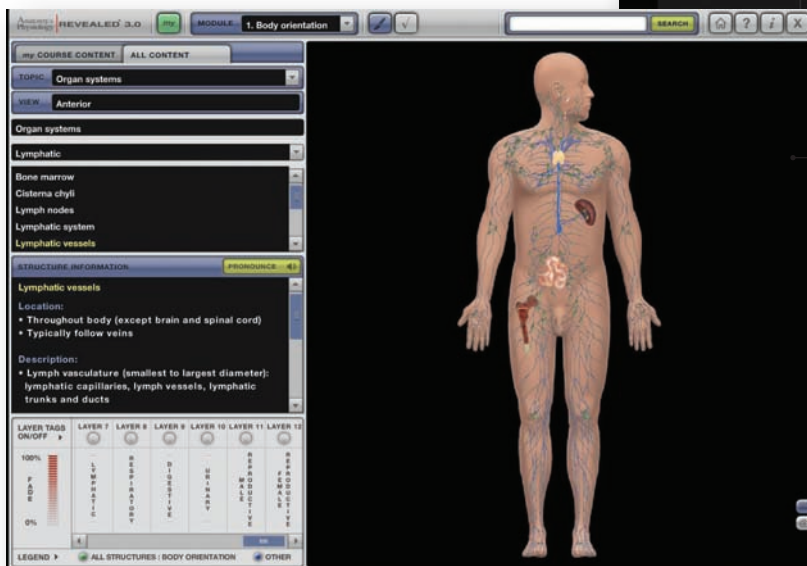 Anatomy & Physiology REVEALED® 3.0
my
MODULE 1. Body orientation
SEARCH
? i X
my COURSE CONTENT
ALL CONTENT
TOPIC Organ systems
VIEW Anterior
Organ systems
Lymphatic
Bone marrow
Cisterna chyli
Lymph nodes
Lymphatic system
Lymphatic vessels
STRUCTURE INFORMATION
PRONOUNCE
Lymphatic vessels
Location:
• Throughout body (except brain and spinal cord)
• Typically follow veins
Description:
• Lymph vasculature (smallest to largest diameter):
lymphatic capillaries, lymph vessels, lymphatic
trunks and ducts
LAYER TAGS
ON/OFF
LAYER 7 LAYER 8 LAYER 9 LAYER 10 LAYER 11 LAYER 12
100%
FADE
0%
LYMPHATIC
RESPIRATORY
DIGESTIVE
URINARY
MALE REPRODUCTIVE
FEMALE REPRODUCTIVE
LEGEND
ALL STRUCTURES : BODY ORIENTATION
OTHER